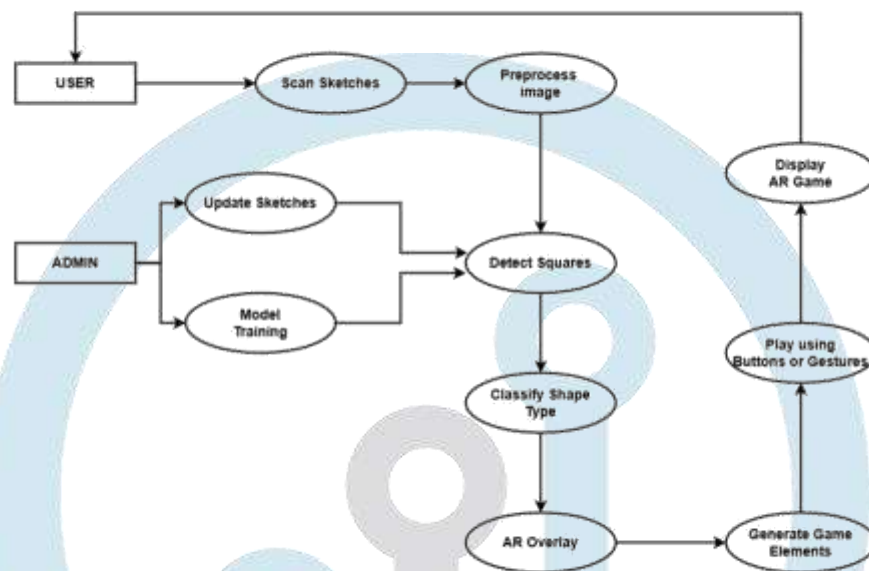 USER
Scan Sketches
Preprocess
image
Display
AR Game
Update Sketches
ADMIN
Detect Squares
Model
Training
Play using
Buttons or Gestures
Classify Shape
Type
AR Overlay
Generate Game
Elements